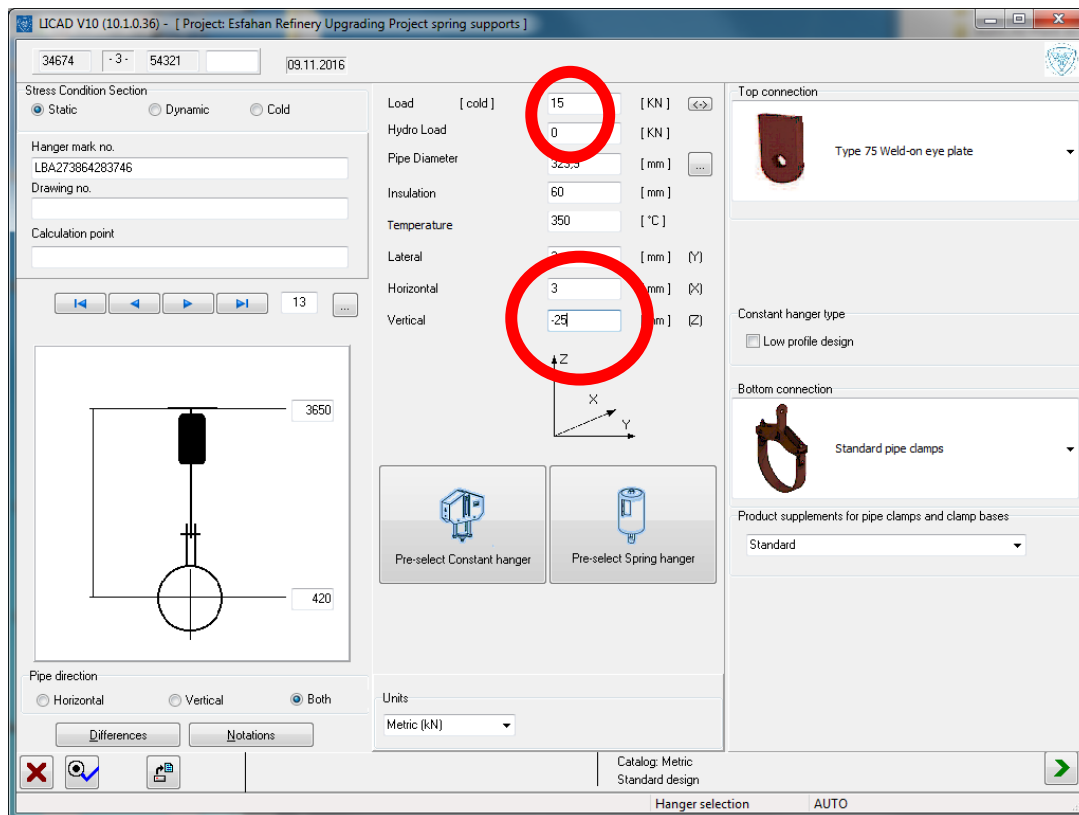 LICAD V10 (10.1.0.36) - [ Project: Esfahan Refinery Upgrading Project spring supports ]
34674 - 3 - 54321 09.11.2016
Stress Condition Section
Static Dynamic Cold
Hanger mark no.
LBA273864283746
Drawing no.
Calculation point
13 ...
3650
420
Pipe direction
Horizontal Vertical Both
Differences Notations
Load [ cold ] 15 [ KN ] <->
Hydro Load 0 [ KN ]
Pipe Diameter [ mm ] ...
Insulation 60 [ mm ]
Temperature 350 [ °C ]
Lateral [ mm ] (Y)
Horizontal 3 mm ] (X)
Vertical -25 m ] (Z)
Z
X
Y
Pre-select Constant hanger Pre-select Spring hanger
Units
Metric (kN)
Top connection
Type 75 Weld-on eye plate
Constant hanger type
Low profile design
Bottom connection
Standard pipe clamps
Product supplements for pipe clamps and clamp bases
Standard
Catalog: Metric
Standard design
Hanger selection AUTO